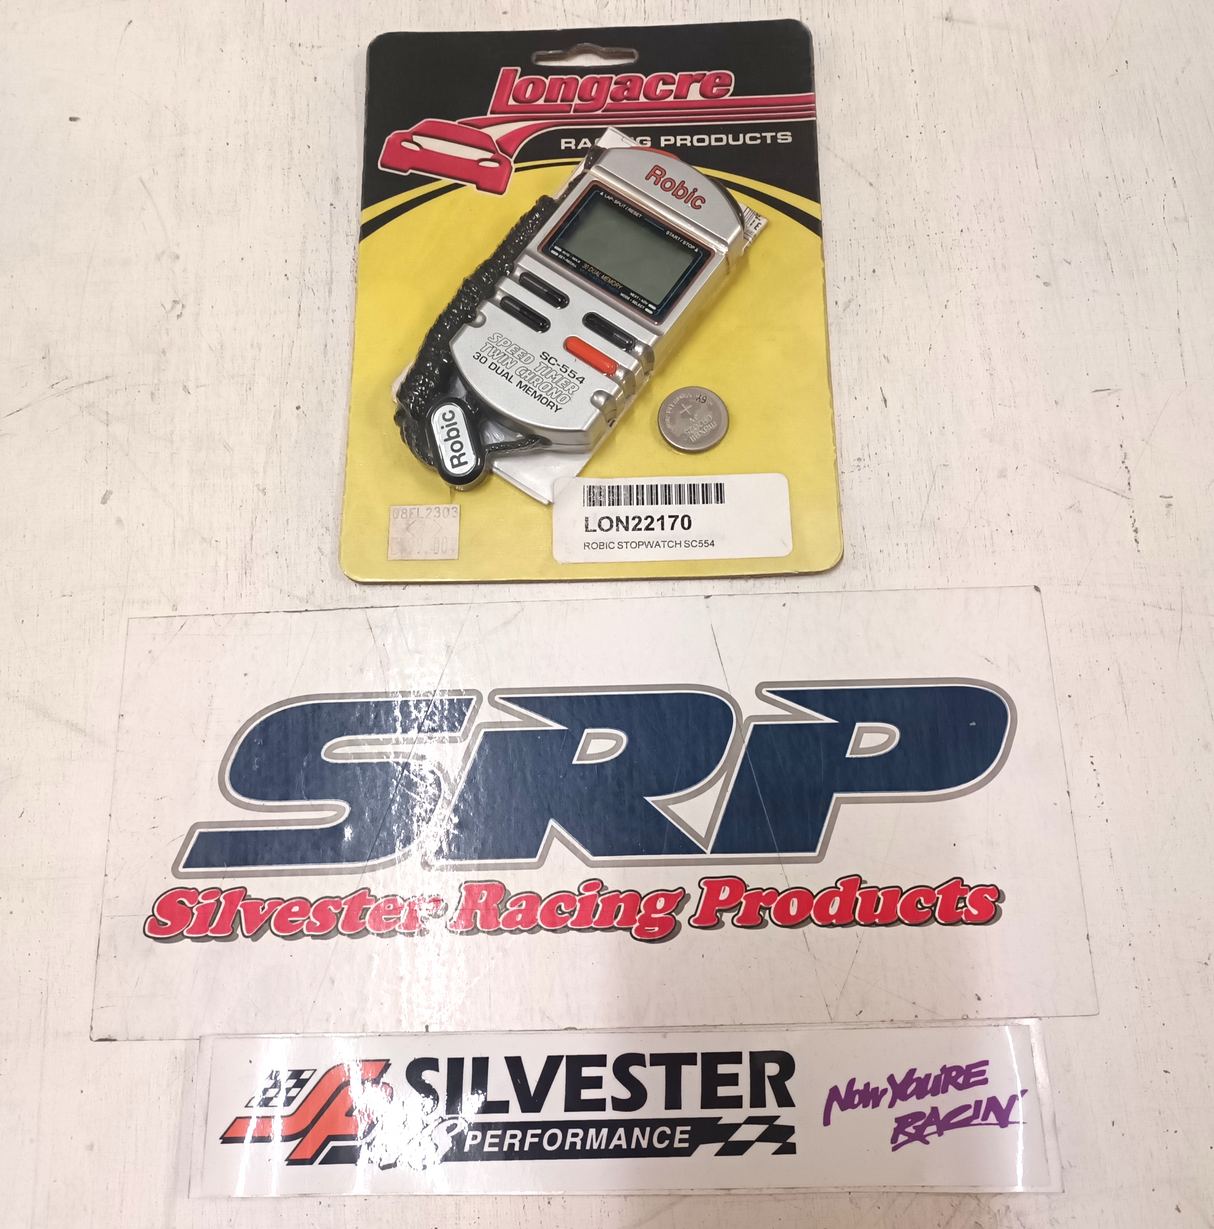 Longacre
RACING PRODUCTS
Robic
LAP-SPLIT/RESET
START/STOP
30 DUAL MEMORY
SC-554
SPEED TIMER
TWIN CHRONO
30 DUAL MEMORY
Robic
LON22170
ROBIC STOPWATCH SC554
SRP
Silvester Racing Products
SILVESTER
PERFORMANCE
NOW YOU'RE
RACIN'